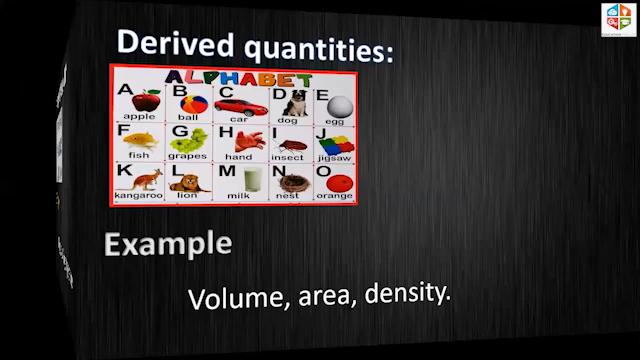 Derived quantities:
ALPHABET
A B C D E
apple ball car dog egg
F G H I J
fish grapes hand insect jigsaw
K L M N O
kangaroo lion milk nest orange
Example
Volume, area, density.